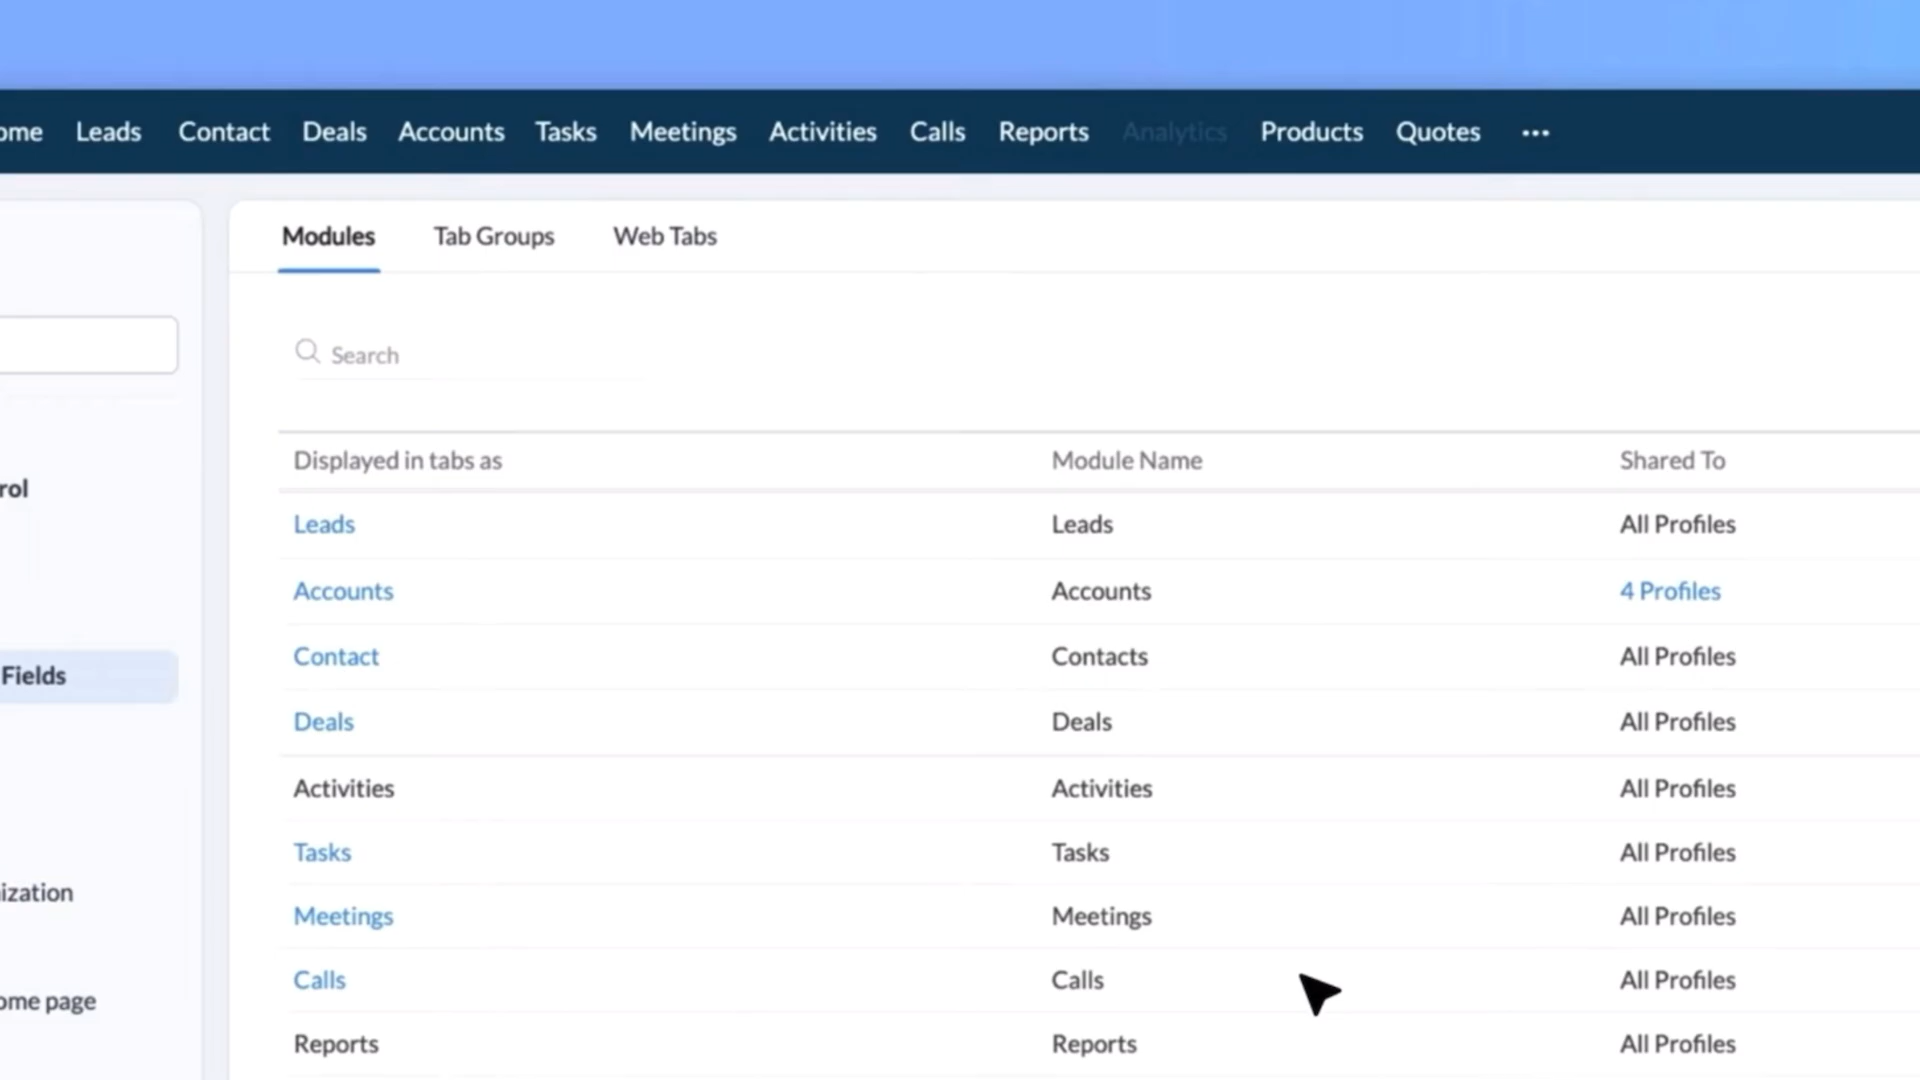 ome Leads Contact Deals Accounts Tasks Meetings Activities Calls Reports Analytics Products Quotes ...
Modules Tab Groups Web Tabs
Search
Displayed in tabs as Module Name Shared To
rol
Leads Leads All Profiles
Accounts Accounts 4 Profiles
Contact Contacts All Profiles
Fields
Deals Deals All Profiles
Activities Activities All Profiles
Tasks Tasks All Profiles
ization
Meetings Meetings All Profiles
Calls Calls All Profiles
ome page
Reports Reports All Profiles